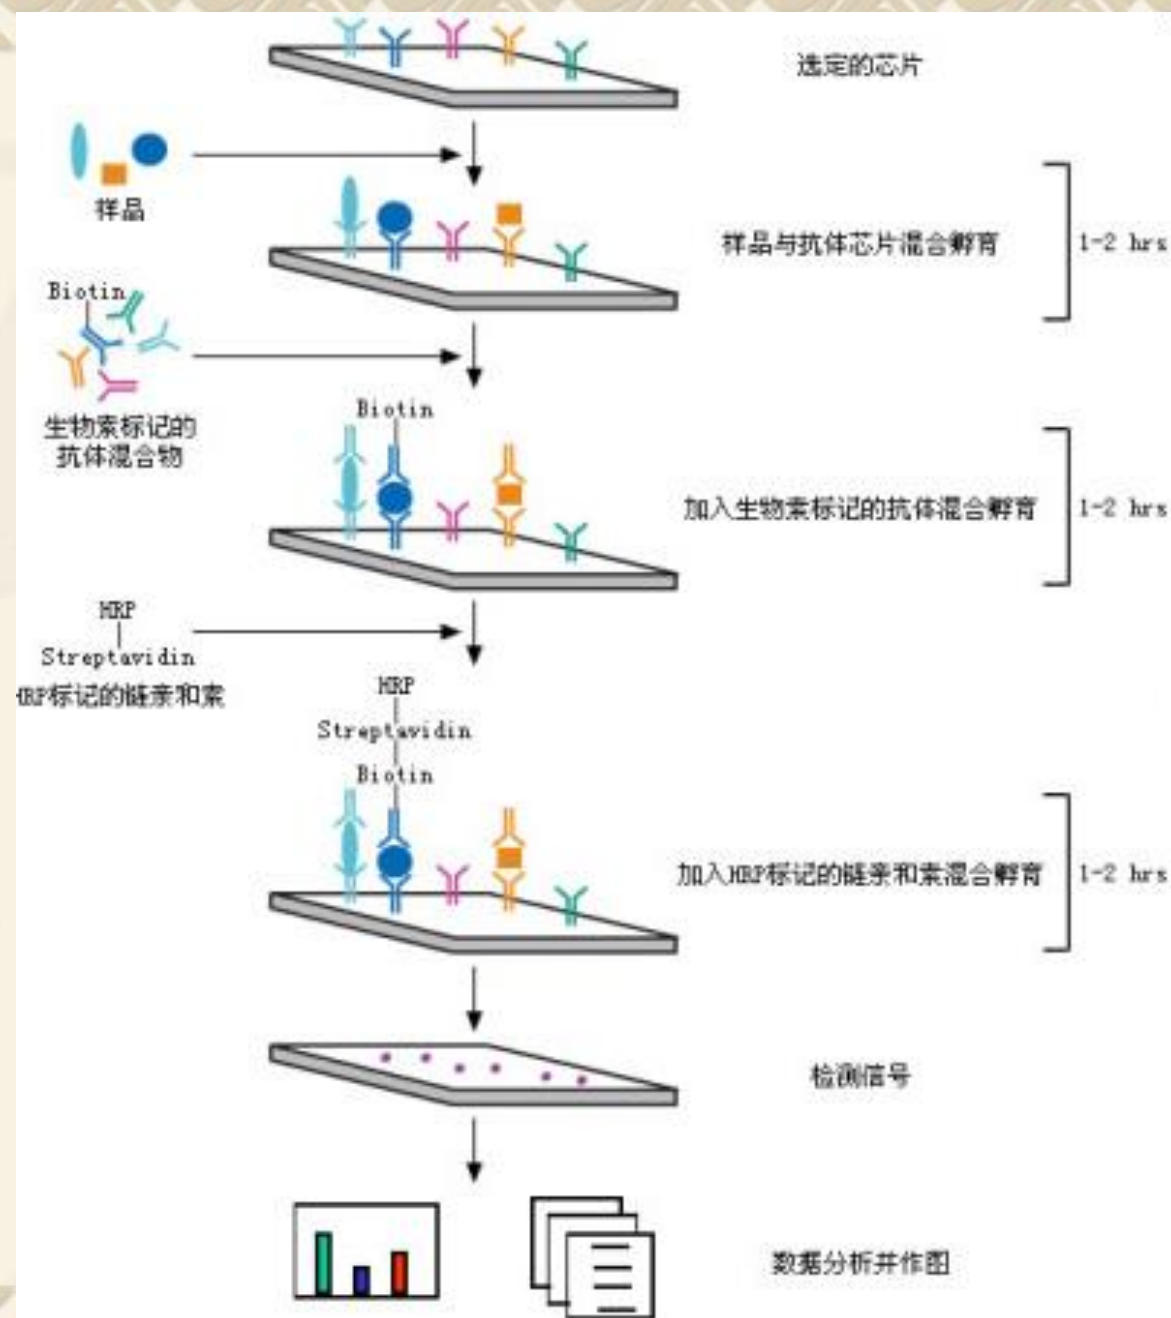 选定的芯片
样品
样品与抗体芯片混合孵育
1-2 hrs
Biotin
生物素标记的
抗体混合物
Biotin
加入生物素标记的抗体混合孵育
1-2 hrs
HRP
Streptavidin
HRP标记的链亲和素
HRP
Streptavidin
Biotin
加入HRP标记的链亲和素混合孵育
1-2 hrs
检测信号
数据分析并作图